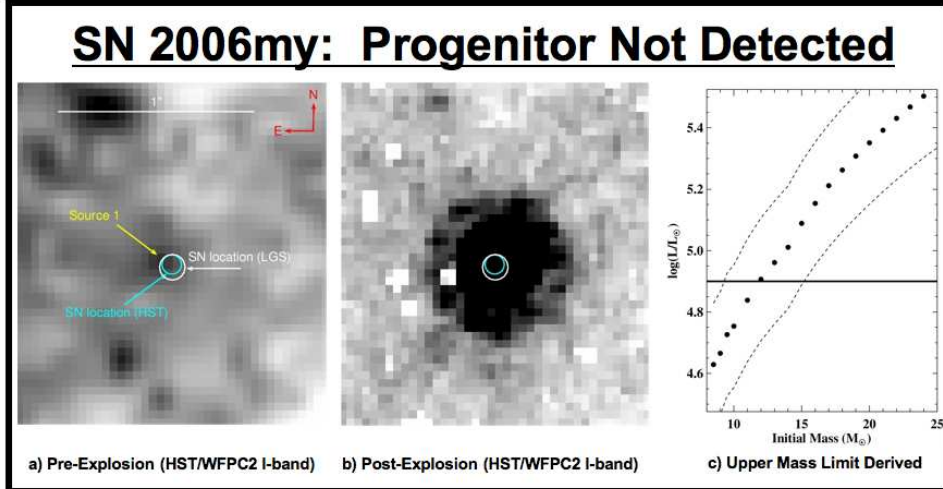 SN 2006my: Progenitor Not Detected
1"
N
E
Source 1
SN location (LGS)
SN location (HST)
a) Pre-Explosion (HST/WFPC2 I-band)
b) Post-Explosion (HST/WFPC2 I-band)
5.4
5.2
5.0
4.8
4.6
log(L/L☉)
10
15
20
25
Initial Mass (M☉)
c) Upper Mass Limit Derived